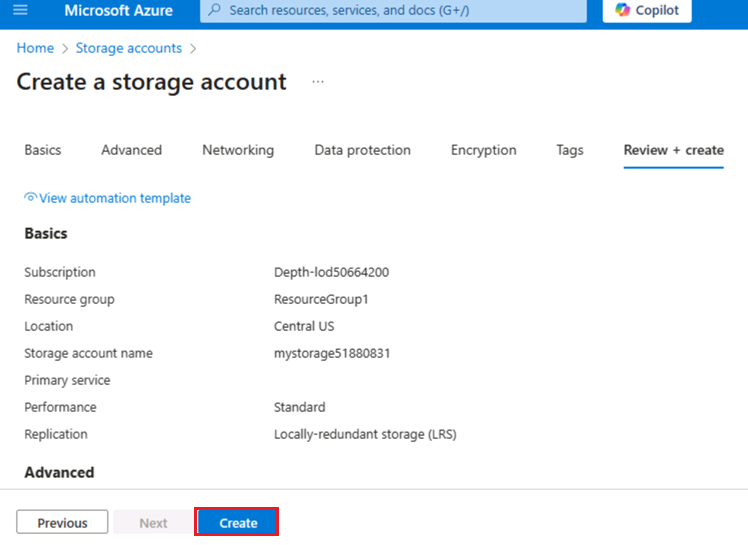 Microsoft Azure
Search resources, services, and docs (G+/)
Copilot
Home > Storage accounts >
Create a storage account ...
Basics Advanced Networking Data protection Encryption Tags Review + create
View automation template
Basics
Subscription Depth-lod50664200
Resource group ResourceGroup1
Location Central US
Storage account name mystorage51880831
Primary service
Performance Standard
Replication Locally-redundant storage (LRS)
Advanced
Previous Next Create